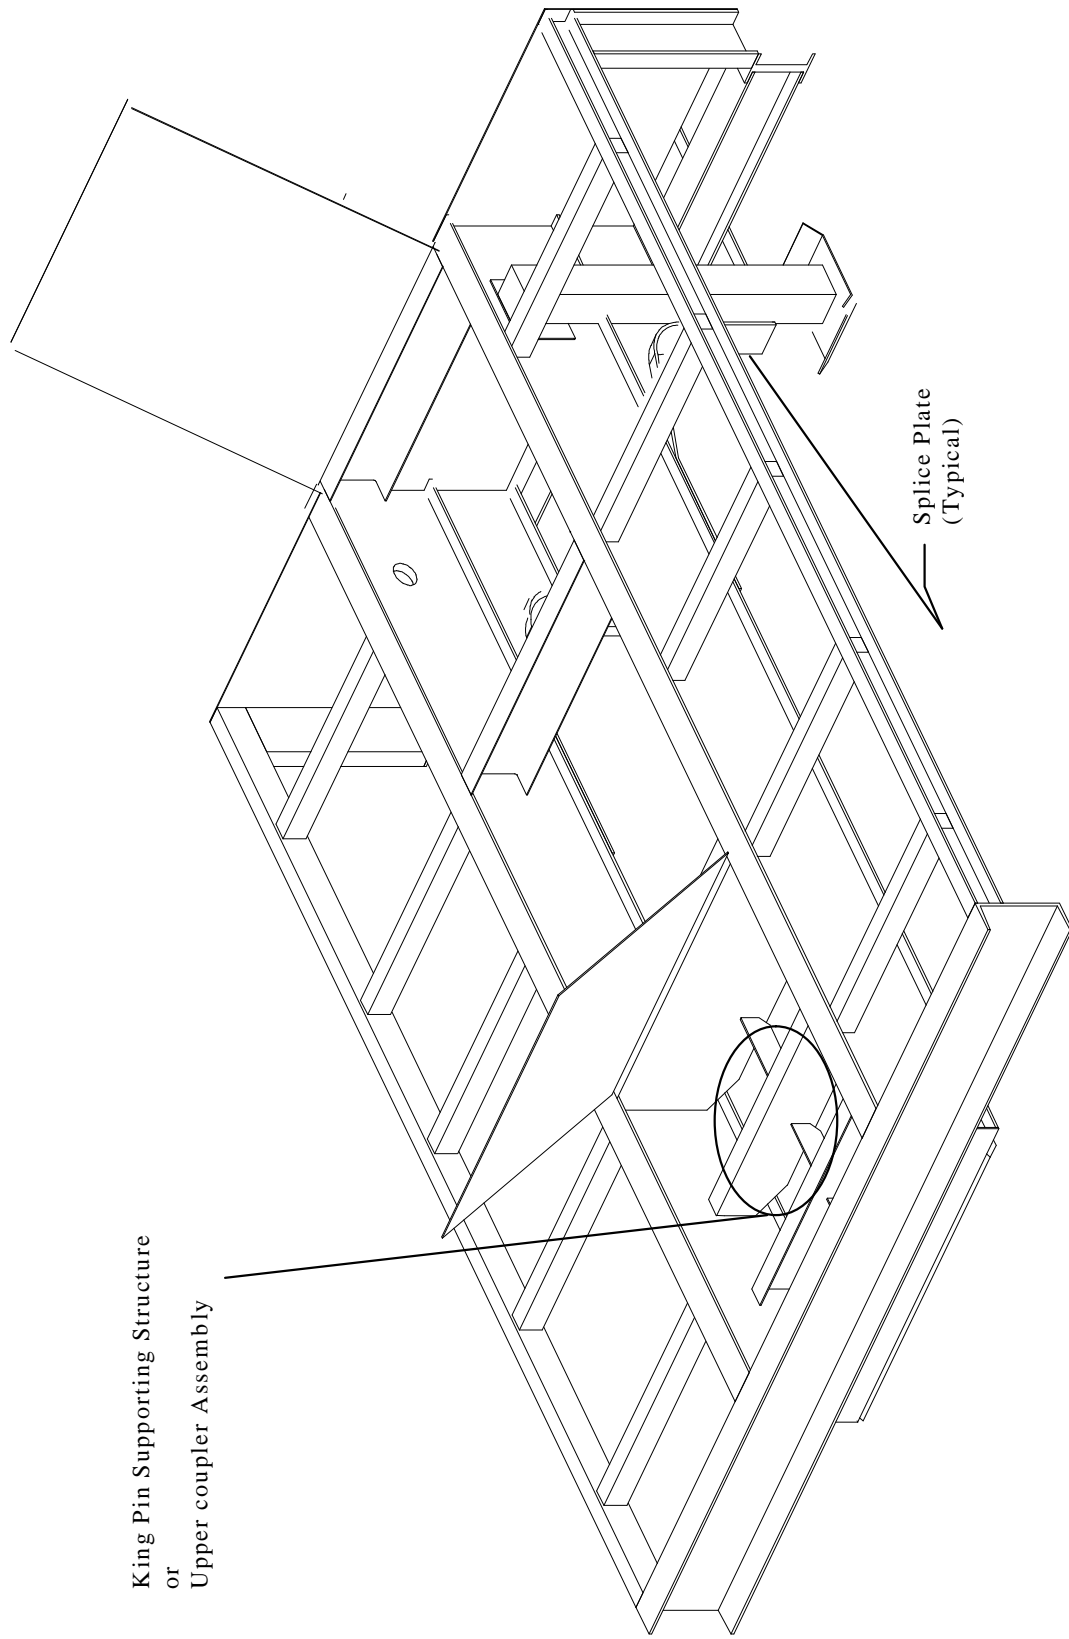 King Pin Supporting Structure
or
Upper coupler Assembly
Splice Plate
(Typical)